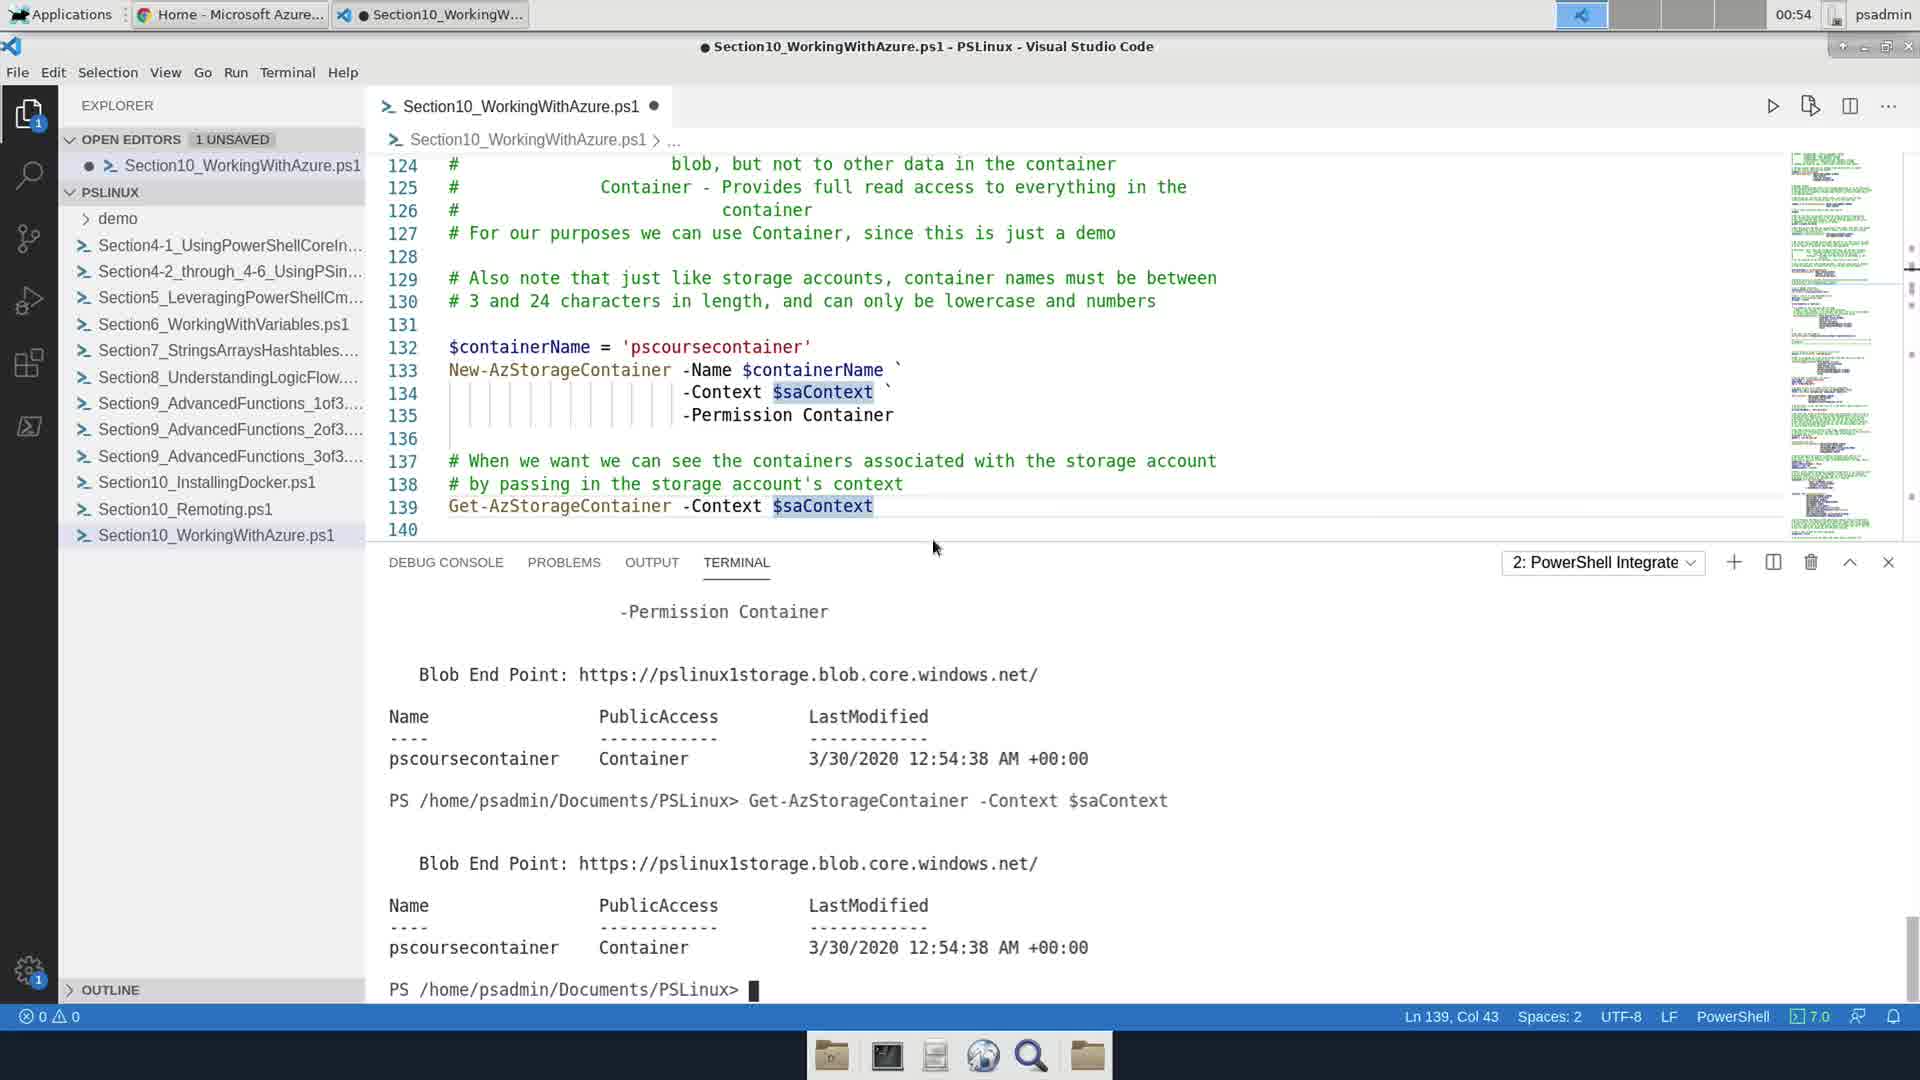 Applications
Home - Microsoft Azure...
● Section10_WorkingW...
00:54
psadmin
● Section10_WorkingWithAzure.ps1 - PSLinux - Visual Studio Code
File Edit Selection View Go Run Terminal Help
EXPLORER
OPEN EDITORS 1 UNSAVED
Section10_WorkingWithAzure.ps1
PSLINUX
demo
Section4-1_UsingPowerShellCoreIn...
Section4-2_through_4-6_UsingPSin...
Section5_LeveragingPowerShellCm...
Section6_WorkingWithVariables.ps1
Section7_StringsArraysHashtables....
Section8_UnderstandingLogicFlow....
Section9_AdvancedFunctions_1of3....
Section9_AdvancedFunctions_2of3....
Section9_AdvancedFunctions_3of3....
Section10_InstallingDocker.ps1
Section10_Remoting.ps1
Section10_WorkingWithAzure.ps1
OUTLINE
1
1
Section10_WorkingWithAzure.ps1 ●
Section10_WorkingWithAzure.ps1 > ...
124 # blob, but not to other data in the container
125 # Container - Provides full read access to everything in the
126 # container
127 # For our purposes we can use Container, since this is just a demo
128
129 # Also note that just like storage accounts, container names must be between
130 # 3 and 24 characters in length, and can only be lowercase and numbers
131
132 $containerName = 'pscoursecontainer'
133 New-AzStorageContainer -Name $containerName `
134 -Context $saContext `
135 -Permission Container
136
137 # When we want we can see the containers associated with the storage account
138 # by passing in the storage account's context
139 Get-AzStorageContainer -Context $saContext
140
DEBUG CONSOLE PROBLEMS OUTPUT TERMINAL
2: PowerShell Integrate
-Permission Container
Blob End Point: https://pslinux1storage.blob.core.windows.net/
Name PublicAccess LastModified
---- ------------ ------------
pscoursecontainer Container 3/30/2020 12:54:38 AM +00:00
PS /home/psadmin/Documents/PSLinux> Get-AzStorageContainer -Context $saContext
Blob End Point: https://pslinux1storage.blob.core.windows.net/
Name PublicAccess LastModified
---- ------------ ------------
pscoursecontainer Container 3/30/2020 12:54:38 AM +00:00
PS /home/psadmin/Documents/PSLinux>
0 0
Ln 139, Col 43 Spaces: 2 UTF-8 LF PowerShell 7.0